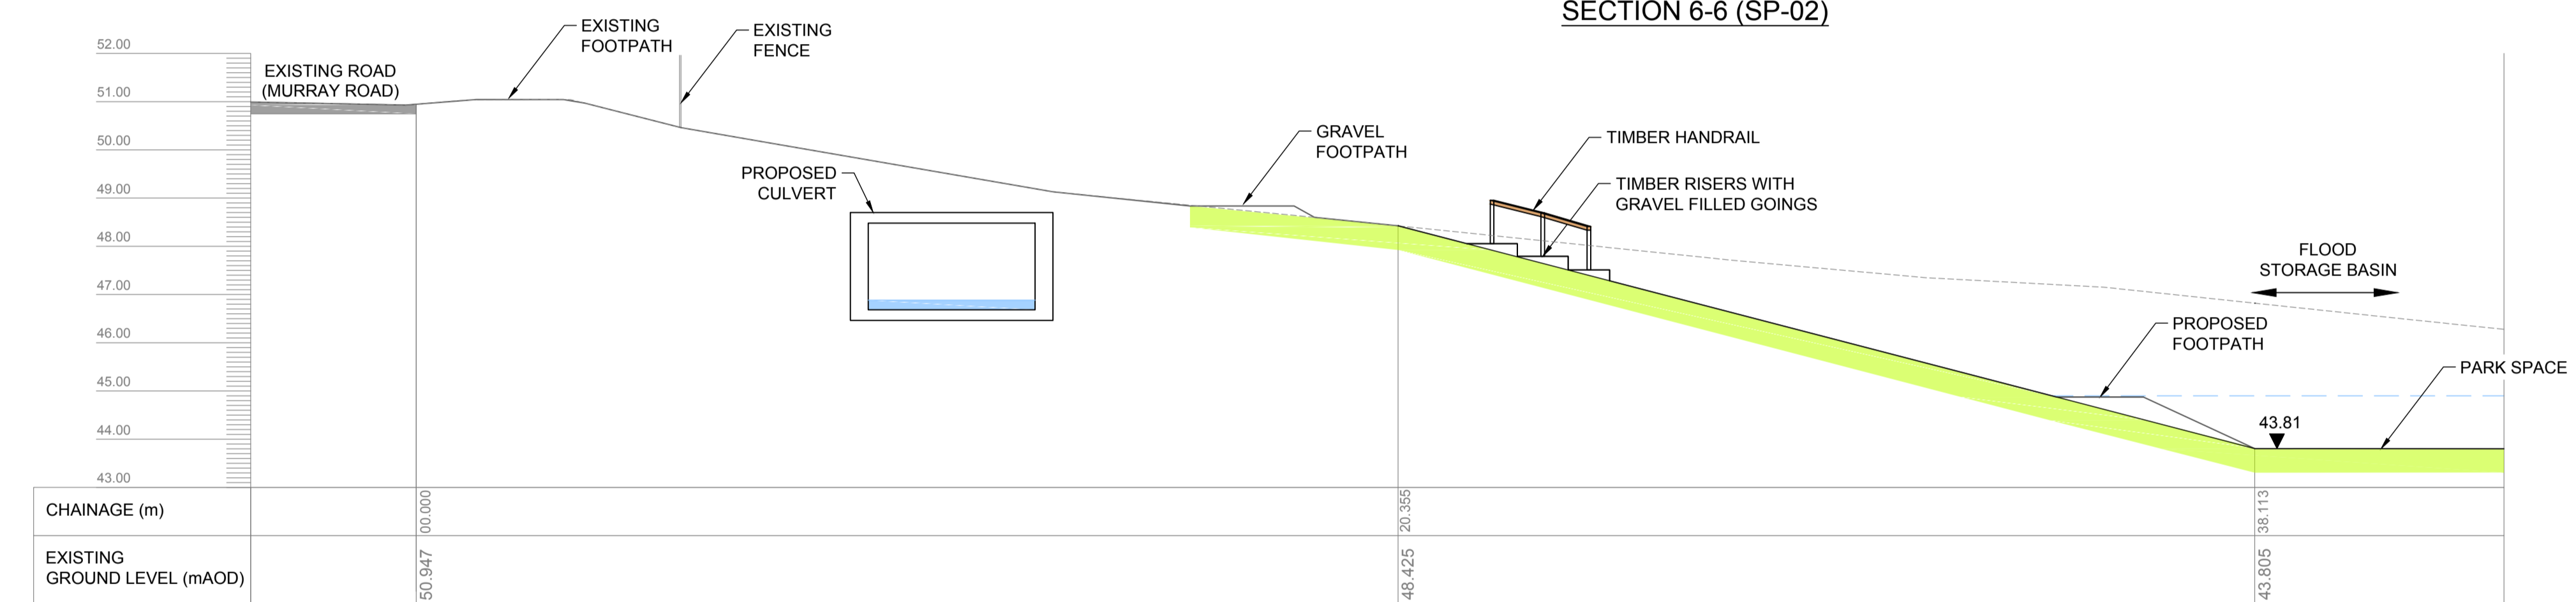 SECTION 6-6 (SP-02)
EXISTING
FOOTPATH
EXISTING
FENCE
52.00
EXISTING ROAD
(MURRAY ROAD)
51.00
50.00
GRAVEL
FOOTPATH
TIMBER HANDRAIL
PROPOSED
CULVERT
49.00
TIMBER RISERS WITH
GRAVEL FILLED GOINGS
48.00
FLOOD
STORAGE BASIN
47.00
46.00
PROPOSED
FOOTPATH
45.00
PARK SPACE
44.00
43.81
43.00
CHAINAGE (m)
00.000
20.355
38.113
EXISTING
GROUND LEVEL (mAOD)
50.947
48.425
43.805